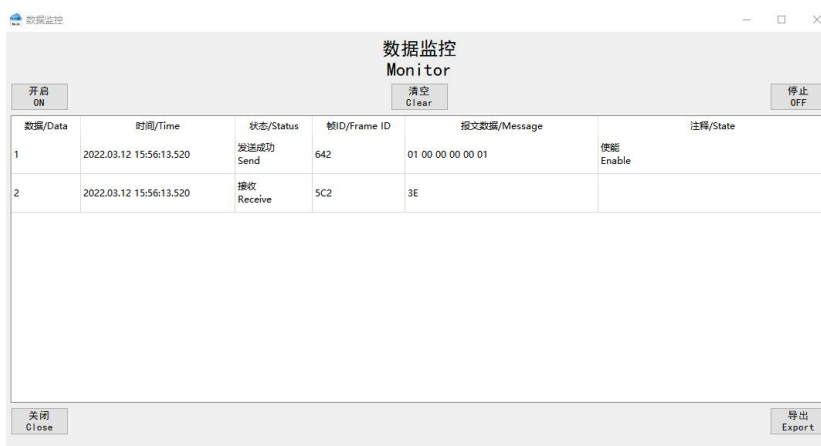 数据监控
数据监控
Monitor
开启
ON
清空
Clear
停止
OFF
数据/Data 时间/Time 状态/Status 帧ID/Frame ID 报文数据/Message 注释/State
1 2022.03.12 15:56:13.520 发送成功 Send 642 01 00 00 00 00 01 使能 Enable
2 2022.03.12 15:56:13.520 接收 Receive 5C2 3E
关闭
Close
导出
Export